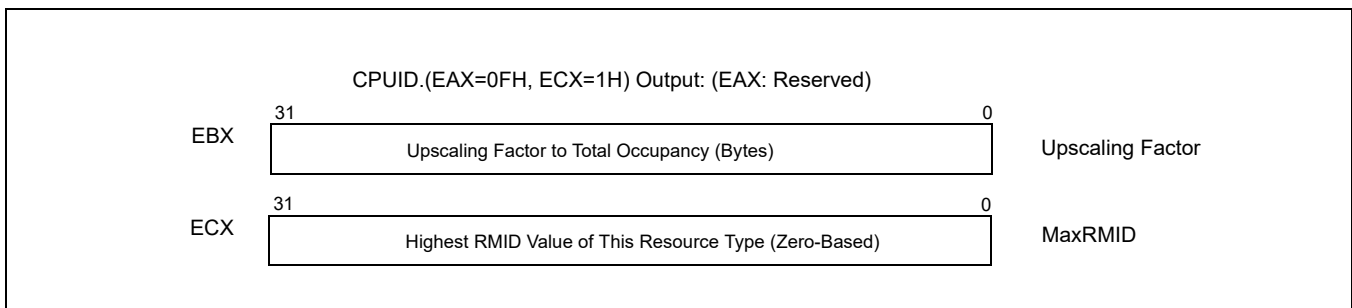 CPUID.(EAX=0FH, ECX=1H) Output: (EAX: Reserved)
31 0
EBX Upscaling Factor to Total Occupancy (Bytes) Upscaling Factor
31 0
ECX Highest RMID Value of This Resource Type (Zero-Based) MaxRMID